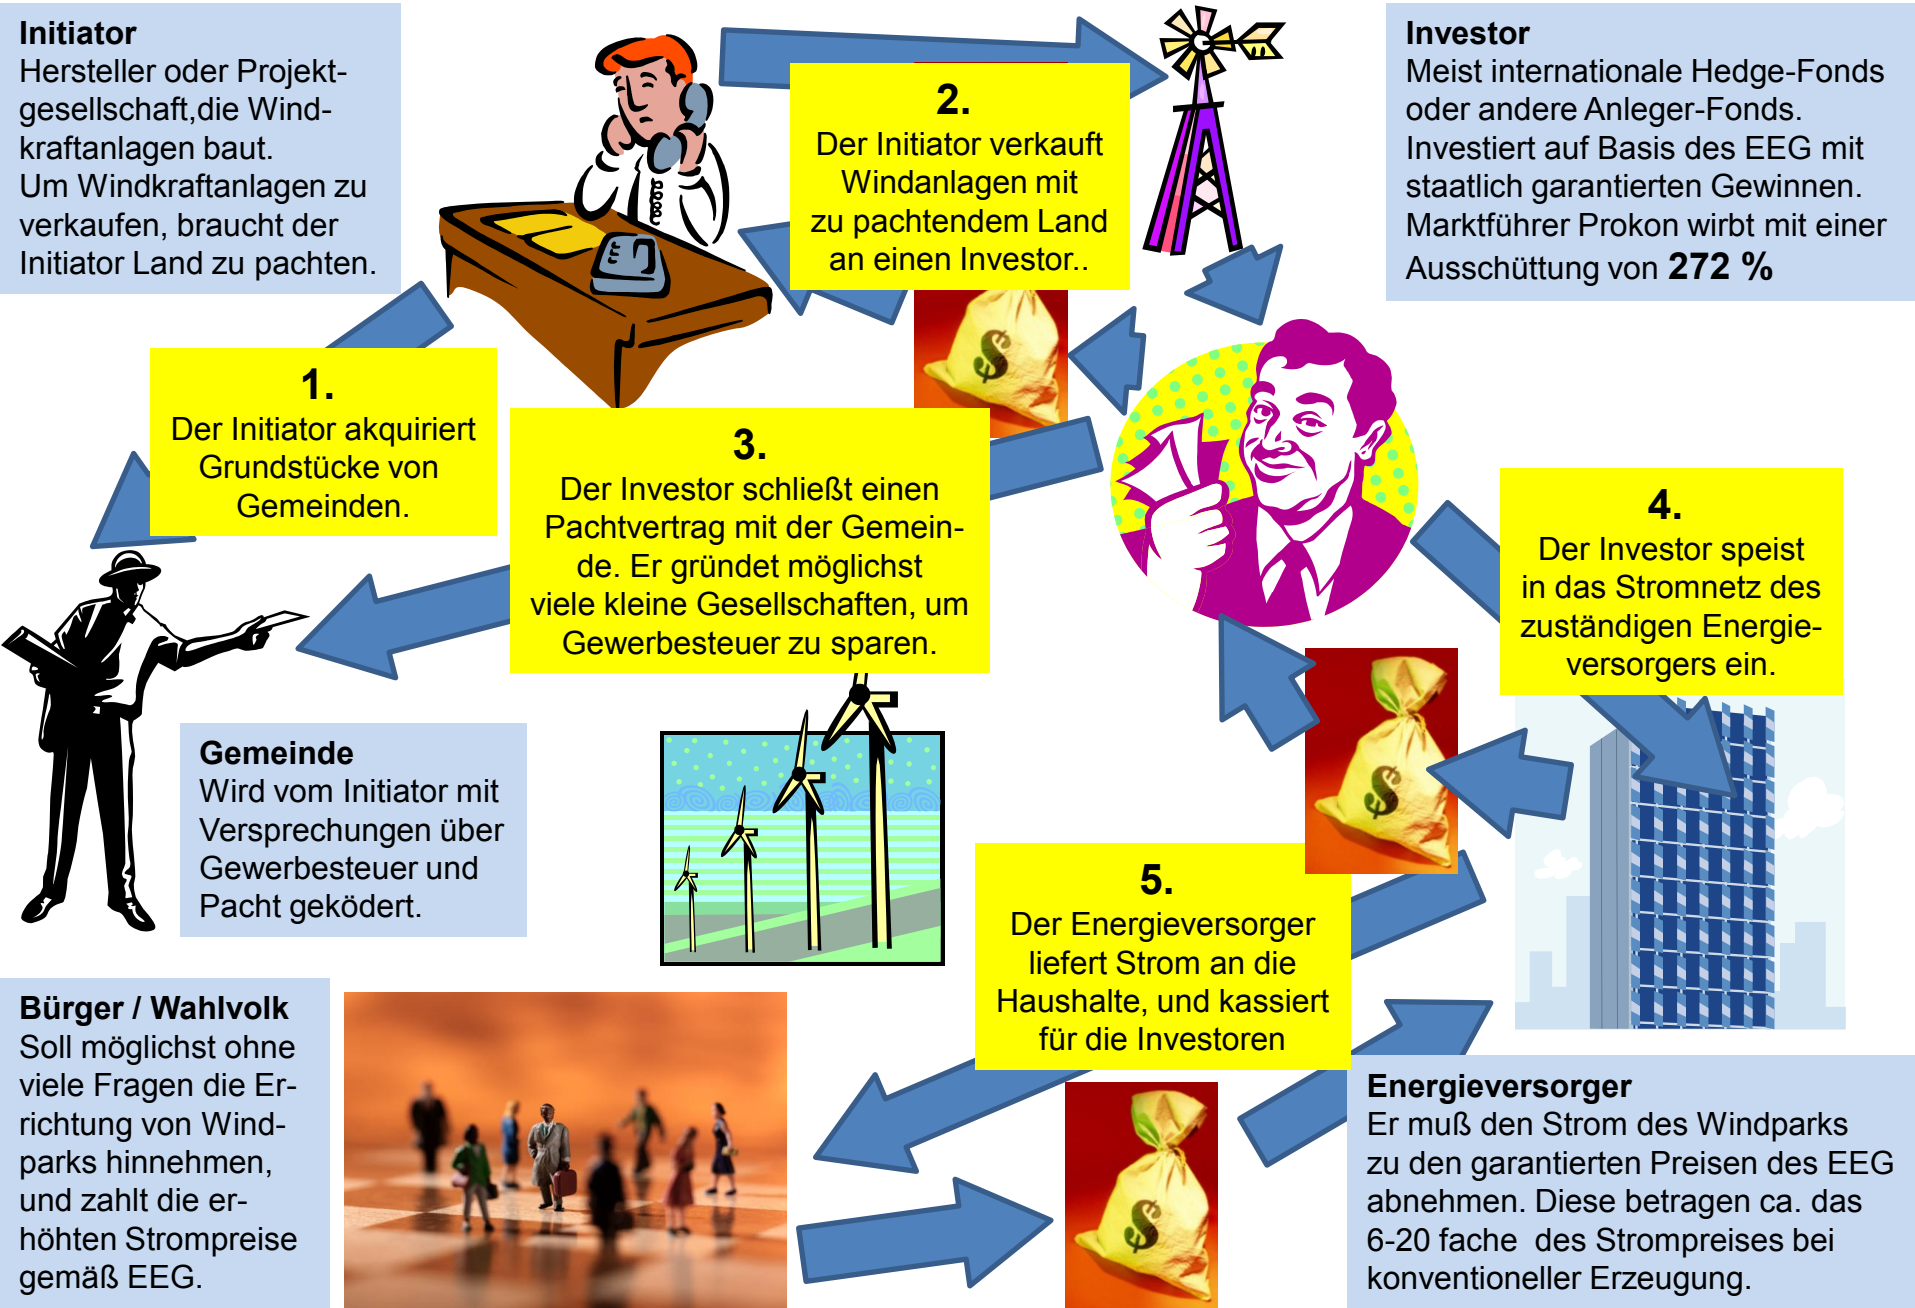 Initiator
Hersteller oder Projekt-
gesellschaft,die Wind-
kraftanlagen baut.
Um Windkraftanlagen zu
verkaufen, braucht der
Initiator Land zu pachten.
2.
Der Initiator verkauft
Windanlagen mit
zu pachtendem Land
an einen Investor..
Investor
Meist internationale Hedge-Fonds
oder andere Anleger-Fonds.
Investiert auf Basis des EEG mit
staatlich garantierten Gewinnen.
Marktführer Prokon wirbt mit einer
Ausschüttung von 272 %
$
1.
Der Initiator akquiriert
Grundstücke von
Gemeinden.
3.
Der Investor schließt einen
Pachtvertrag mit der Gemein-
de. Er gründet möglichst
viele kleine Gesellschaften, um
Gewerbesteuer zu sparen.
4.
Der Investor speist
in das Stromnetz des
zuständigen Energie-
versorgers ein.
Gemeinde
Wird vom Initiator mit
Versprechungen über
Gewerbesteuer und
Pacht geködert.
$
5.
Der Energieversorger
liefert Strom an die
Haushalte, und kassiert
für die Investoren
Bürger / Wahlvolk
Soll möglichst ohne
viele Fragen die Er-
richtung von Wind-
parks hinnehmen,
und zahlt die er-
höhten Strompreise
gemäß EEG.
$
Energieversorger
Er muß den Strom des Windparks
zu den garantierten Preisen des EEG
abnehmen. Diese betragen ca. das
6-20 fache  des Strompreises bei
konventioneller Erzeugung.